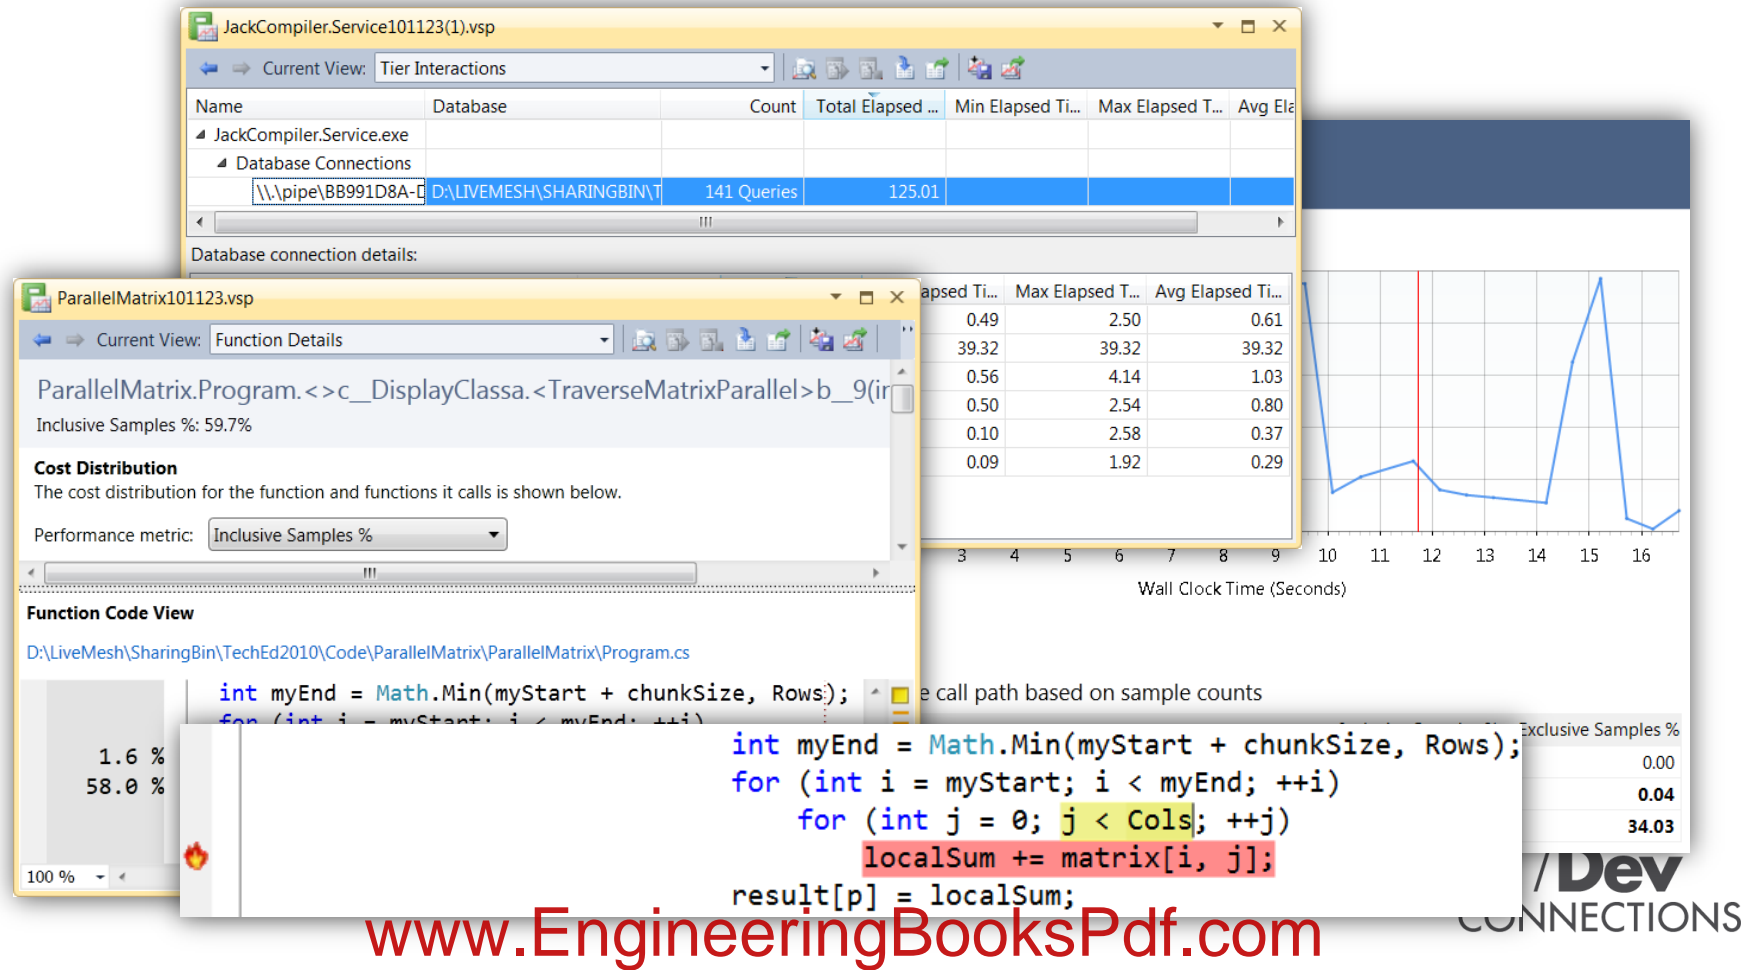 JackCompiler.Service101123(1).vsp
Current View: Tier Interactions
Name Database Count Total Elapsed ... Min Elapsed Ti... Max Elapsed T... Avg Ela
JackCompiler.Service.exe
Database Connections
\\.\pipe\BB991D8A-D D:\LIVEMESH\SHARINGBIN\T 141 Queries 125.01
Database connection details:
apsed Ti... Max Elapsed T... Avg Elapsed Ti...
0.49 2.50 0.61
39.32 39.32 39.32
0.56 4.14 1.03
0.50 2.54 0.80
0.10 2.58 0.37
0.09 1.92 0.29
ParallelMatrix101123.vsp
Current View: Function Details
ParallelMatrix.Program.<>c__DisplayClassa.<TraverseMatrixParallel>b__9(in
Inclusive Samples %: 59.7%
Cost Distribution
The cost distribution for the function and functions it calls is shown below.
Performance metric: Inclusive Samples %
Function Code View
D:\LiveMesh\SharingBin\TechEd2010\Code\ParallelMatrix\ParallelMatrix\Program.cs
int myEnd = Math.Min(myStart + chunkSize, Rows);
for (int i = myStart; i < myEnd; ++i)
1.6 %
58.0 %
100 %
3 4 5 6 7 8 9 10 11 12 13 14 15 16
Wall Clock Time (Seconds)
e call path based on sample counts
Exclusive Samples %
0.00
0.04
34.03
int myEnd = Math.Min(myStart + chunkSize, Rows);
for (int i = myStart; i < myEnd; ++i)
for (int j = 0; j < Cols; ++j)
localSum += matrix[i, j];
result[p] = localSum;
/Dev
CONNECTIONS
www.EngineeringBooksPdf.com